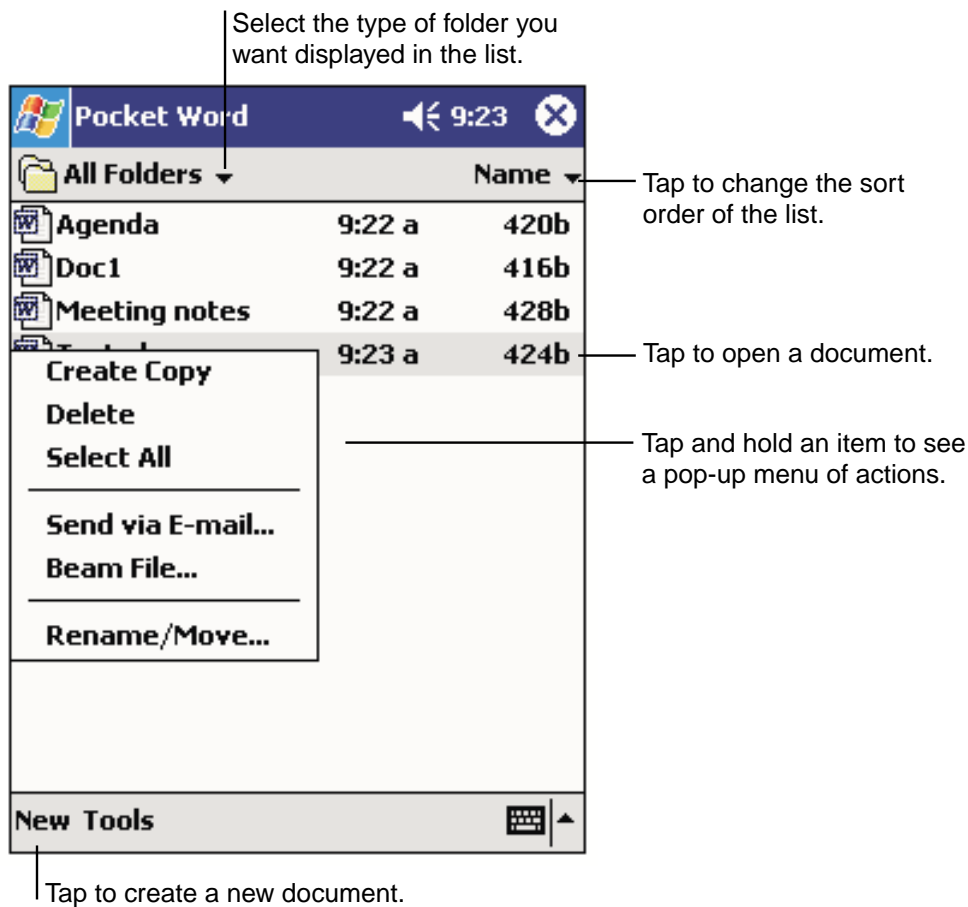 Select the type of folder you
want displayed in the list.
Pocket Word 9:23
All Folders Name
Tap to change the sort
order of the list.
Agenda 9:22 a 420b
Doc1 9:22 a 416b
Meeting notes 9:22 a 428b
9:23 a 424b
Tap to open a document.
Create Copy
Delete
Select All
Tap and hold an item to see
a pop-up menu of actions.
Send via E-mail...
Beam File...
Rename/Move...
New Tools
Tap to create a new document.